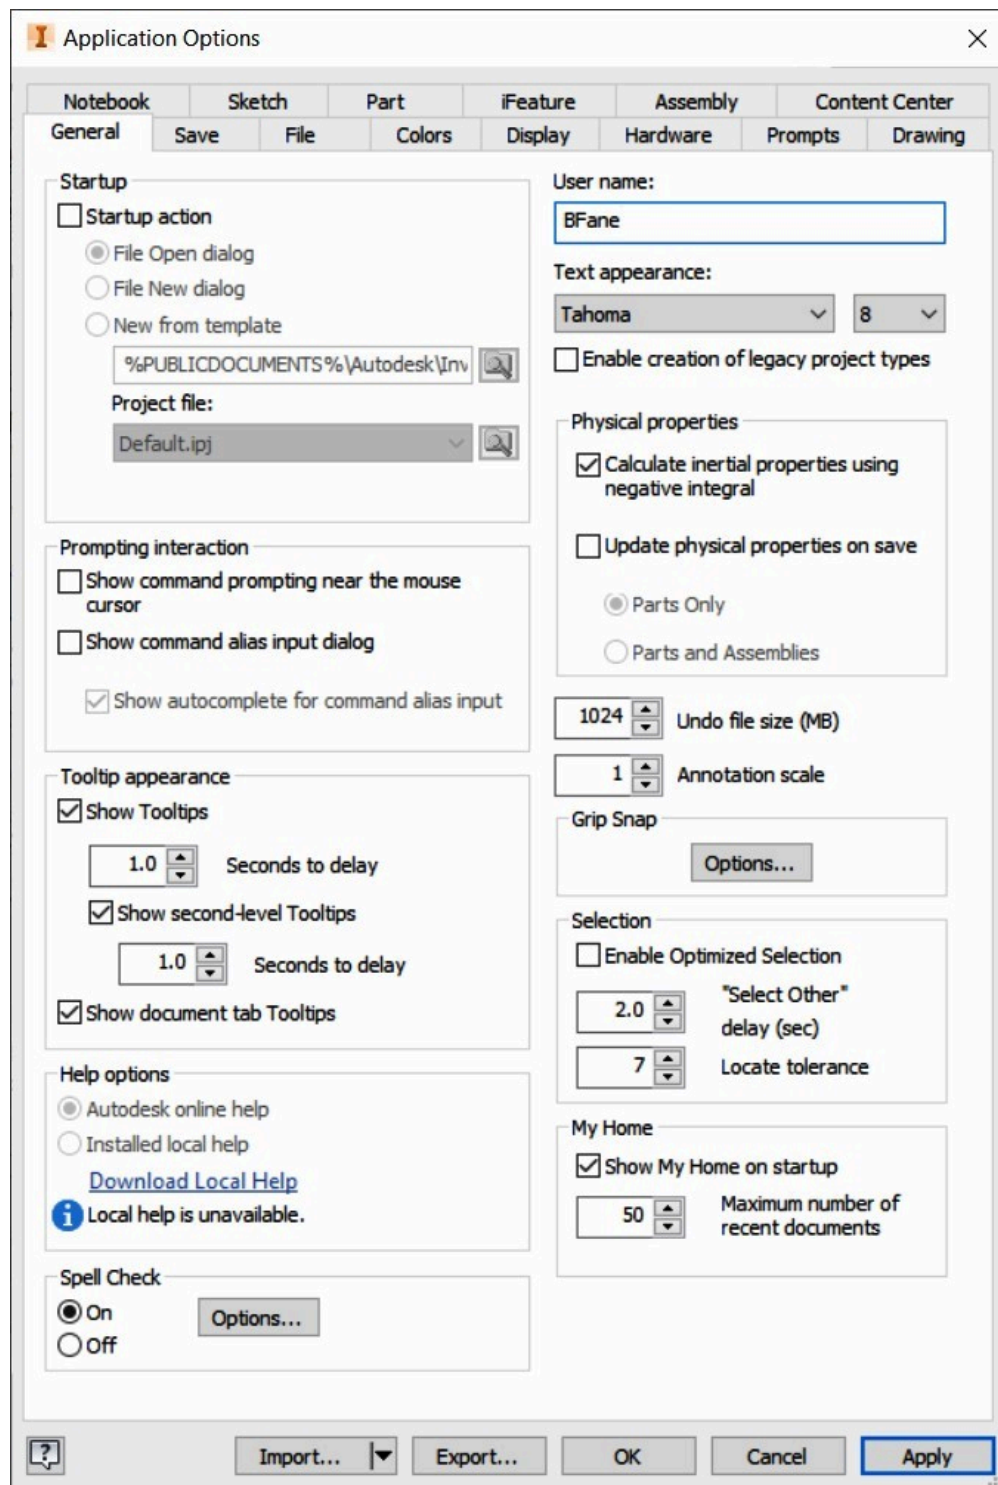 Application Options
Notebook Sketch Part iFeature Assembly Content Center
General Save File Colors Display Hardware Prompts Drawing
Startup
Startup action
File Open dialog
File New dialog
New from template
%PUBLICDOCUMENTS%\Autodesk\Inv
Project file:
Default.ipj
Prompting interaction
Show command prompting near the mouse
cursor
Show command alias input dialog
Show autocomplete for command alias input
Tooltip appearance
Show Tooltips
1.0 Seconds to delay
Show second-level Tooltips
1.0 Seconds to delay
Show document tab Tooltips
Help options
Autodesk online help
Installed local help
Download Local Help
Local help is unavailable.
Spell Check
On
Options...
Off
User name:
BFane
Text appearance:
Tahoma 8
Enable creation of legacy project types
Physical properties
Calculate inertial properties using
negative integral
Update physical properties on save
Parts Only
Parts and Assemblies
1024 Undo file size (MB)
1 Annotation scale
Grip Snap
Options...
Selection
Enable Optimized Selection
2.0 "Select Other"
delay (sec)
7 Locate tolerance
My Home
Show My Home on startup
50 Maximum number of
recent documents
Import... Export... OK Cancel Apply